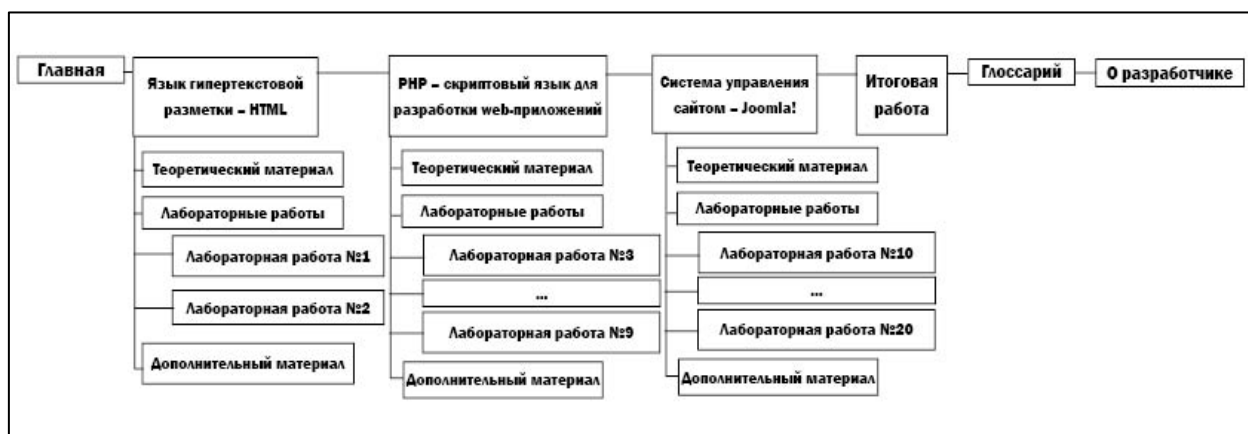 Главная
Язык гипертекстовой
разметки – HTML
PHP – скриптовый язык для
разработки web-приложений
Система управления
сайтом – Joomla!
Итоговая
работа
Глоссарий
О разработчике
Теоретический материал
Лабораторные работы
Лабораторная работа №1
Лабораторная работа №2
Дополнительный материал
Теоретический материал
Лабораторные работы
Лабораторная работа №3
...
Лабораторная работа №9
Дополнительный материал
Теоретический материал
Лабораторные работы
Лабораторная работа №10
...
Лабораторная работа №20
Дополнительный материал